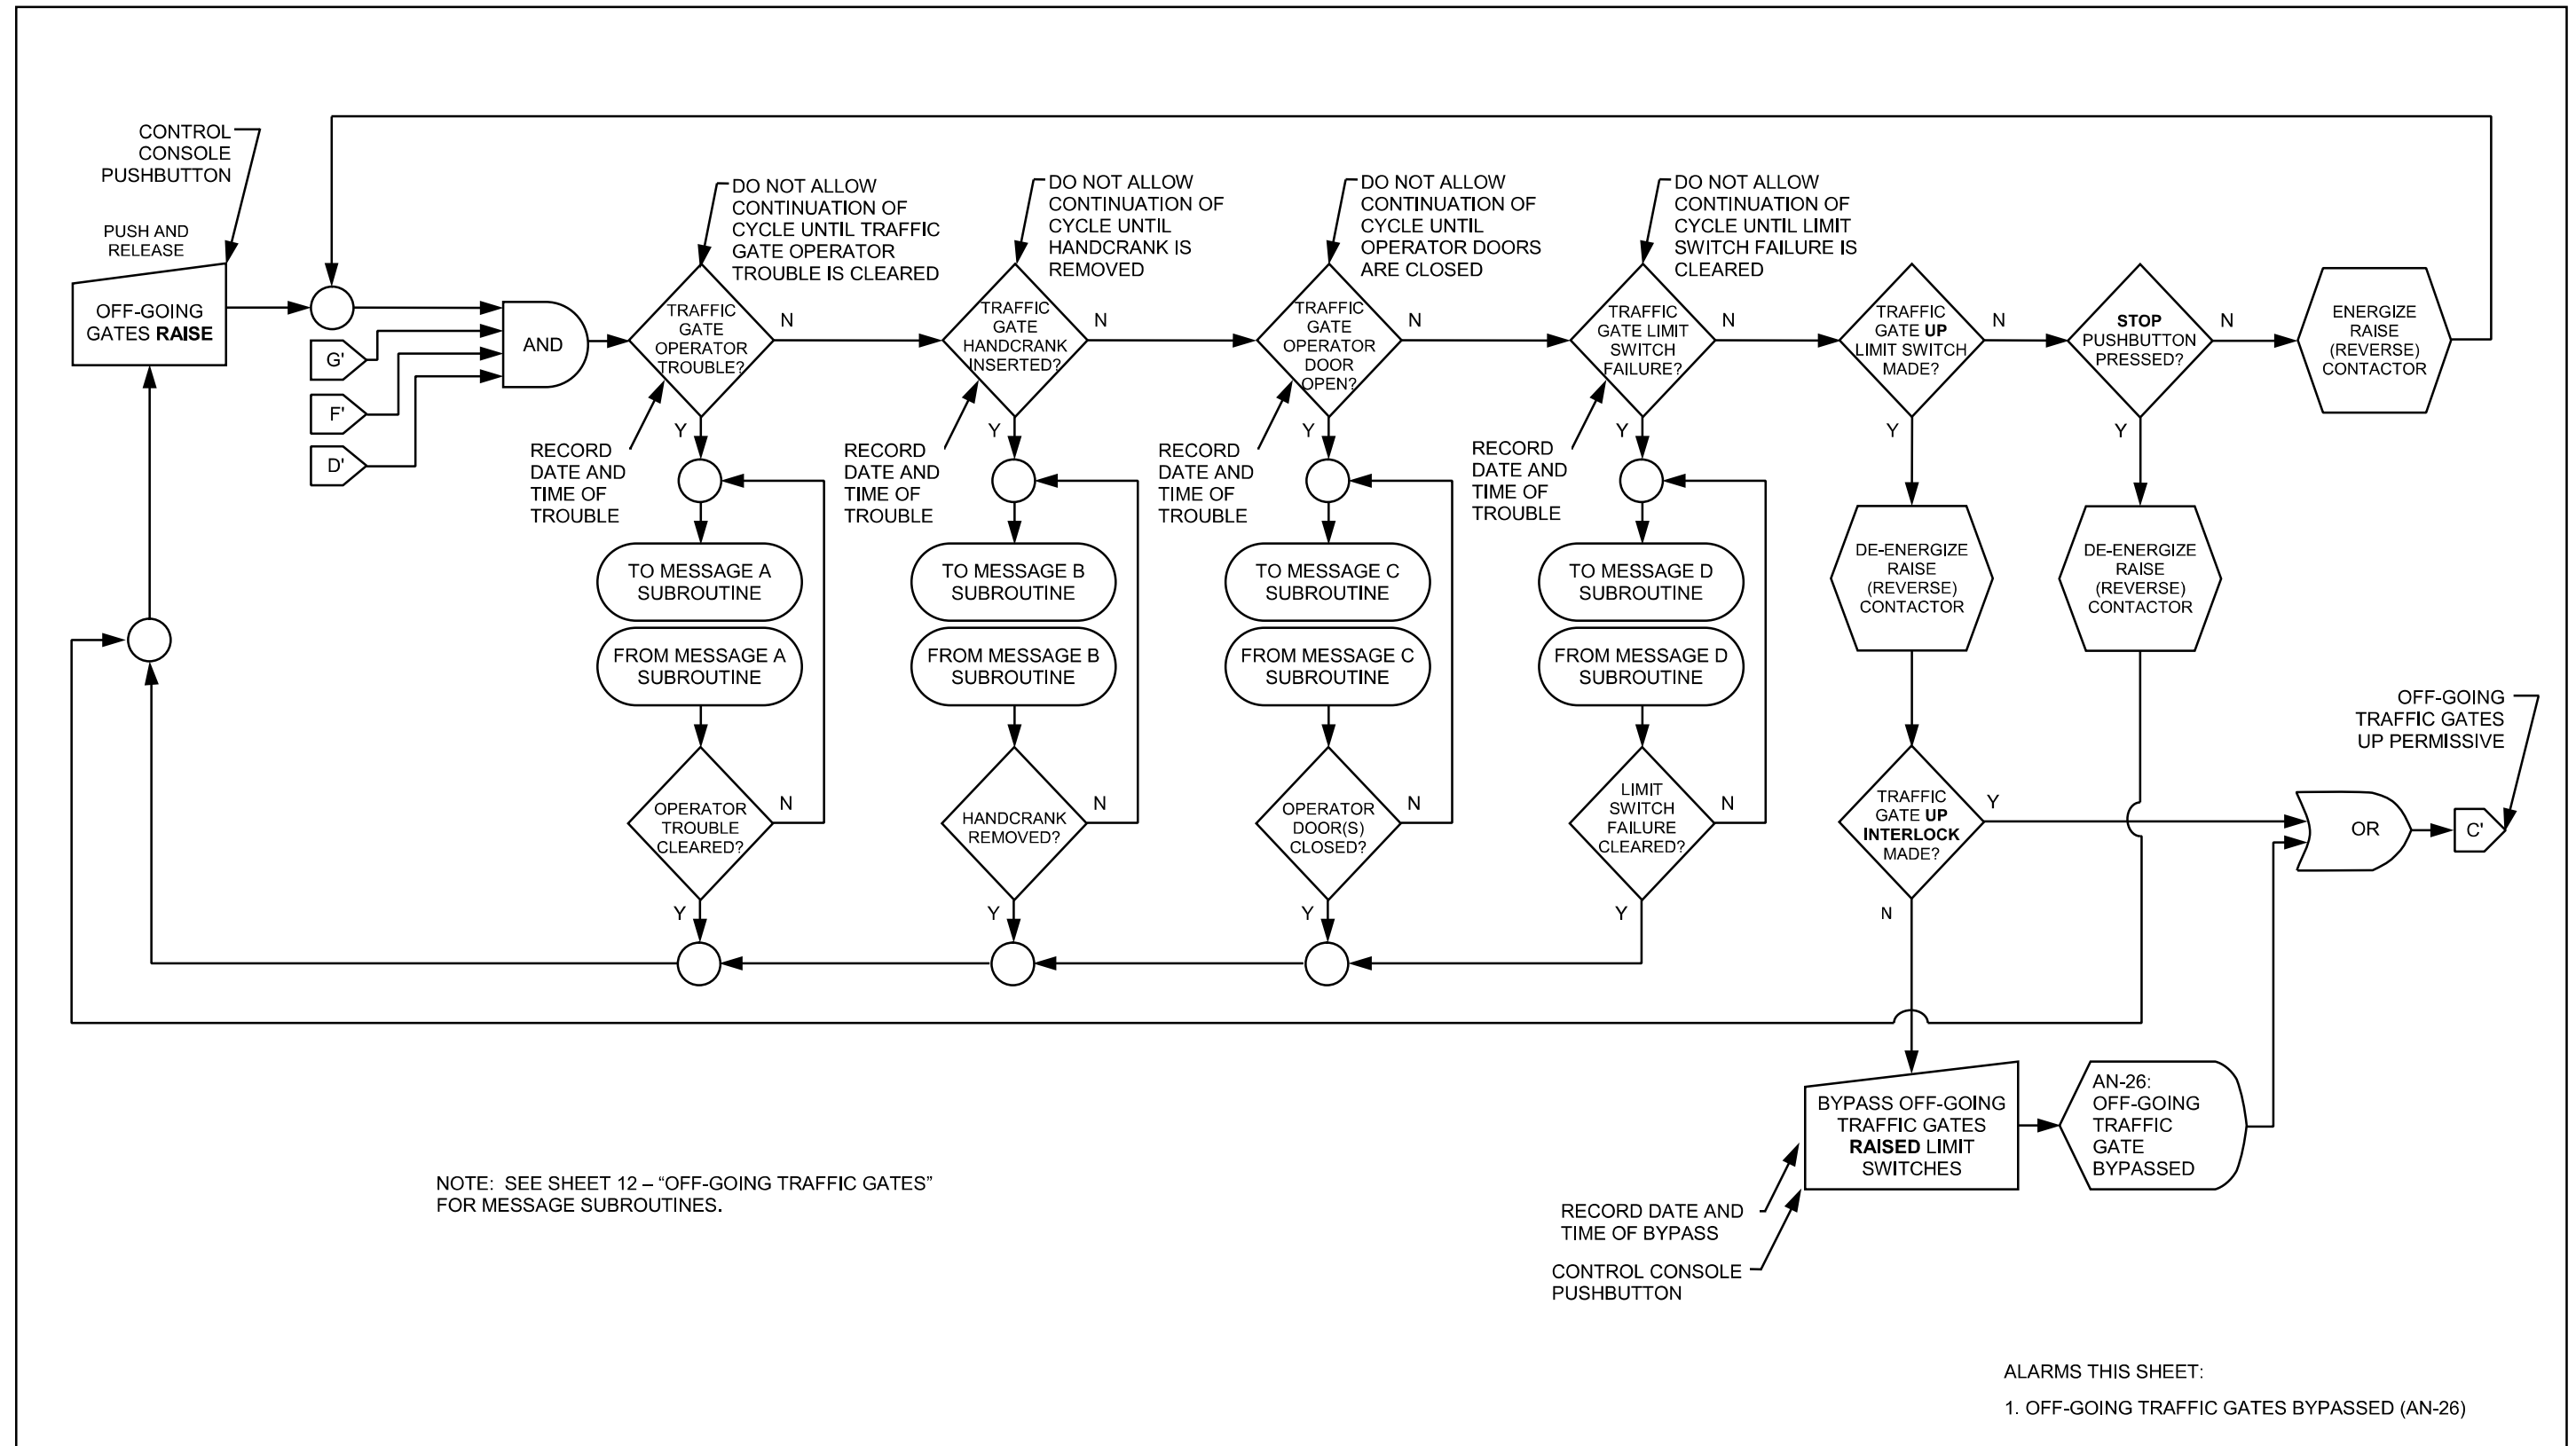 CONTROL
CONSOLE
PUSHBUTTON
PUSH AND
RELEASE
OFF-GOING
GATES RAISE
G'
F'
D'
AND
DO NOT ALLOW
CONTINUATION OF
CYCLE UNTIL TRAFFIC
GATE OPERATOR
TROUBLE IS CLEARED
TRAFFIC
GATE
OPERATOR
TROUBLE?
N
Y
RECORD
DATE AND
TIME OF
TROUBLE
TO MESSAGE A
SUBROUTINE
FROM MESSAGE A
SUBROUTINE
OPERATOR
TROUBLE
CLEARED?
N
Y
DO NOT ALLOW
CONTINUATION OF
CYCLE UNTIL
HANDCRANK IS
REMOVED
TRAFFIC
GATE
HANDCRANK
INSERTED?
N
Y
RECORD
DATE AND
TIME OF
TROUBLE
TO MESSAGE B
SUBROUTINE
FROM MESSAGE B
SUBROUTINE
HANDCRANK
REMOVED?
N
Y
DO NOT ALLOW
CONTINUATION OF
CYCLE UNTIL
OPERATOR DOORS
ARE CLOSED
TRAFFIC
GATE
OPERATOR
DOOR
OPEN?
N
Y
RECORD
DATE AND
TIME OF
TROUBLE
TO MESSAGE C
SUBROUTINE
FROM MESSAGE C
SUBROUTINE
OPERATOR
DOOR(S)
CLOSED?
N
Y
DO NOT ALLOW
CONTINUATION OF
CYCLE UNTIL LIMIT
SWITCH FAILURE IS
CLEARED
TRAFFIC
GATE LIMIT
SWITCH
FAILURE?
N
Y
RECORD
DATE AND
TIME OF
TROUBLE
TO MESSAGE D
SUBROUTINE
FROM MESSAGE D
SUBROUTINE
LIMIT
SWITCH
FAILURE
CLEARED?
N
Y
TRAFFIC
GATE UP
LIMIT SWITCH
MADE?
N
Y
DE-ENERGIZE
RAISE
(REVERSE)
CONTACTOR
TRAFFIC
GATE UP
INTERLOCK
MADE?
Y
N
STOP
PUSHBUTTON
PRESSED?
N
Y
DE-ENERGIZE
RAISE
(REVERSE)
CONTACTOR
ENERGIZE
RAISE
(REVERSE)
CONTACTOR
OFF-GOING
TRAFFIC GATES
UP PERMISSIVE
OR
C'
BYPASS OFF-GOING
TRAFFIC GATES
RAISED LIMIT
SWITCHES
AN-26:
OFF-GOING
TRAFFIC
GATE
BYPASSED
RECORD DATE AND
TIME OF BYPASS
CONTROL CONSOLE
PUSHBUTTON
NOTE: SEE SHEET 12 – “OFF-GOING TRAFFIC GATES”
FOR MESSAGE SUBROUTINES.
ALARMS THIS SHEET:
1. OFF-GOING TRAFFIC GATES BYPASSED (AN-26)